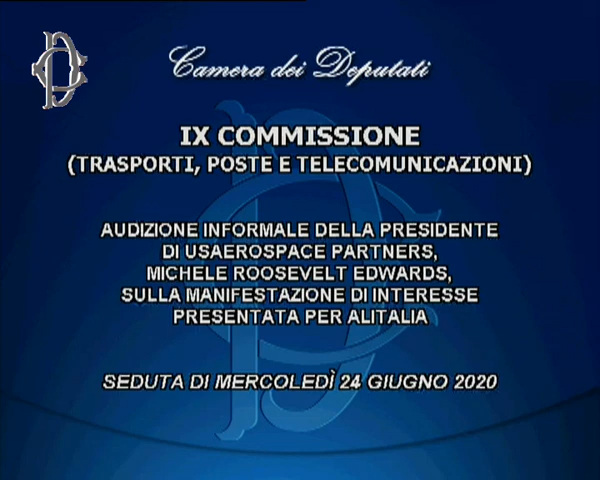 Camera dei Deputati
IX COMMISSIONE
(TRASPORTI, POSTE E TELECOMUNICAZIONI)
AUDIZIONE INFORMALE DELLA PRESIDENTE
DI USAEROSPACE PARTNERS,
MICHELE ROOSEVELT EDWARDS,
SULLA MANIFESTAZIONE DI INTERESSE
PRESENTATA PER ALITALIA
SEDUTA DI MERCOLEDÌ 24 GIUGNO 2020